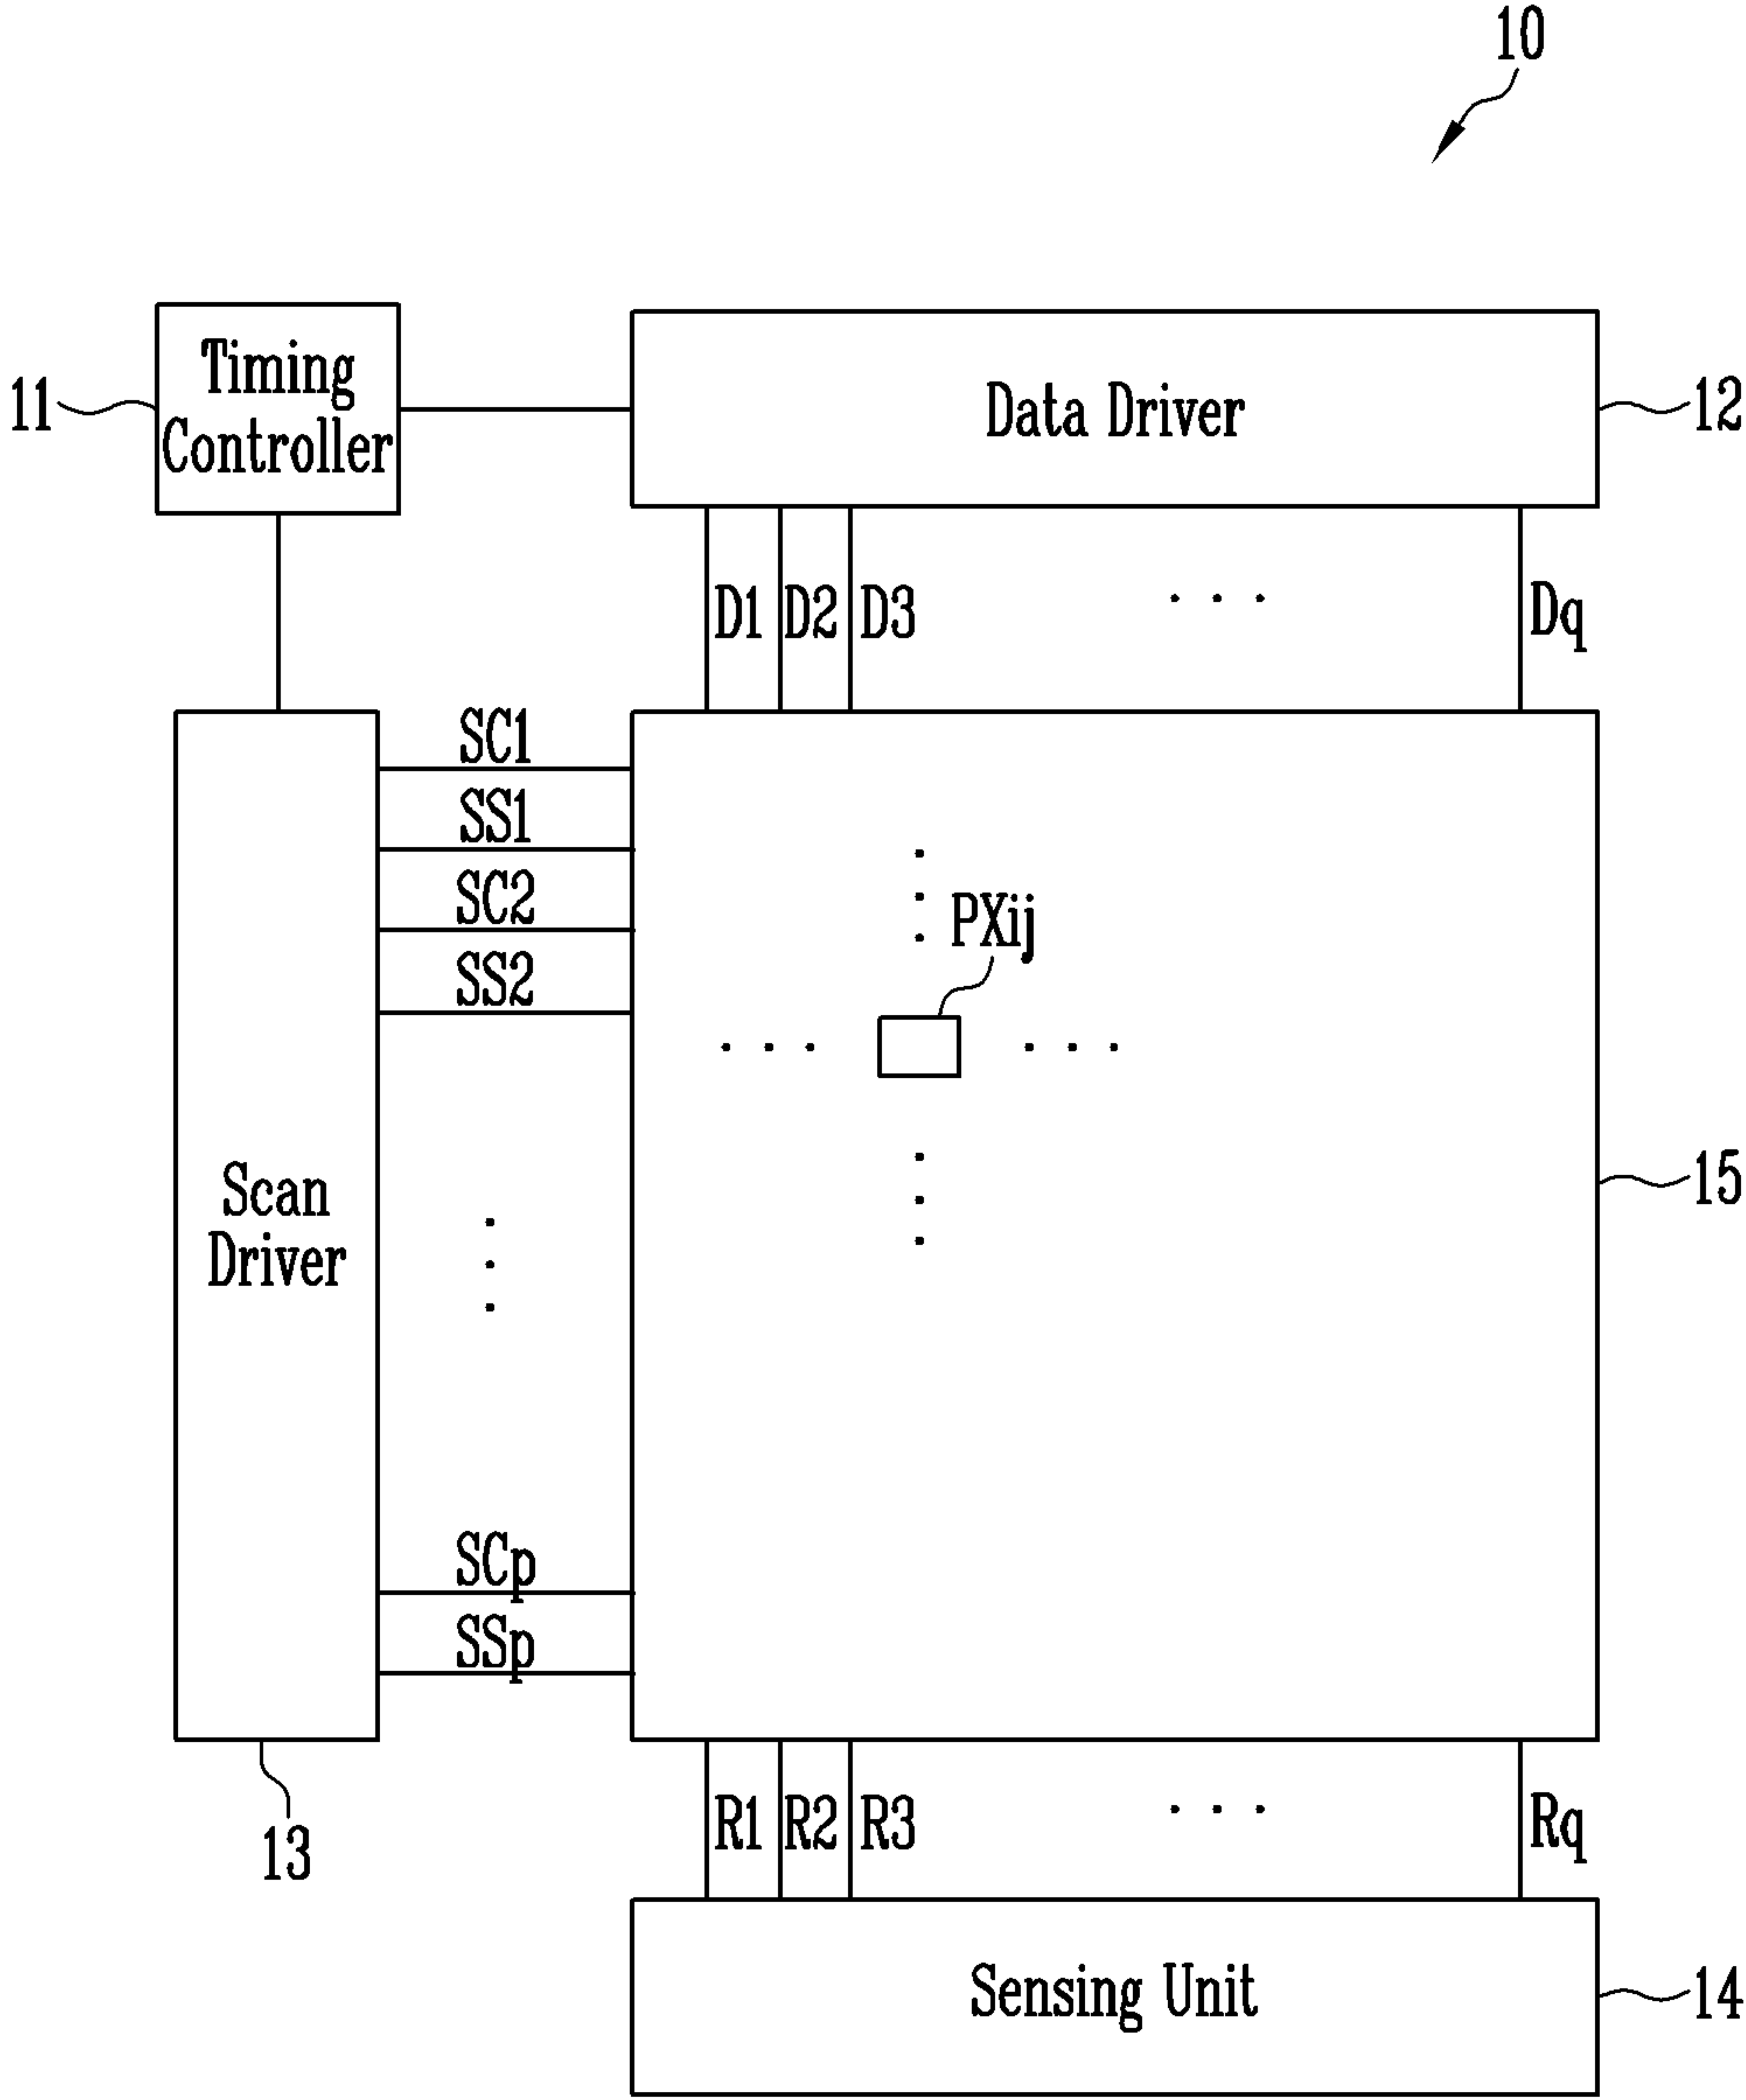 10
Timing
Controller
11
Data Driver
12
D1 D2 D3 Dq
SC1
SS1
SC2
SS2
PXij
Scan
Driver
15
SCp
SSp
13
R1 R2 R3 Rq
Sensing Unit
14